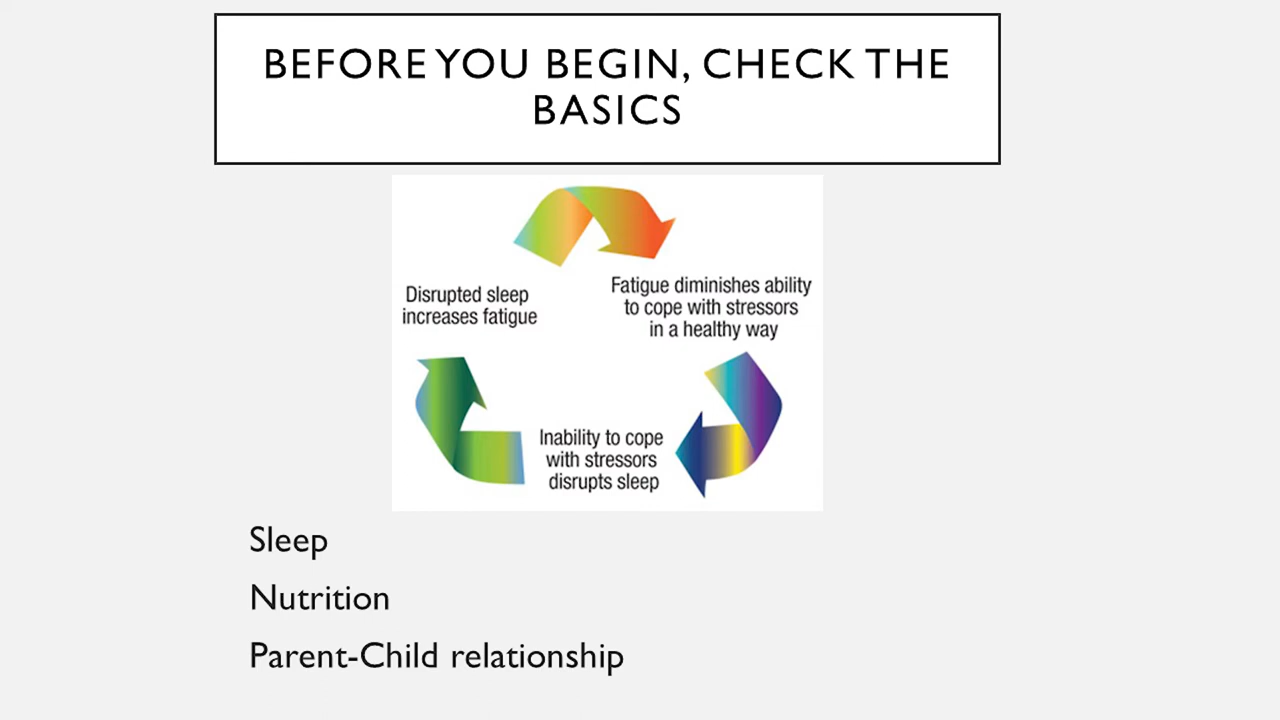 BEFORE YOU BEGIN, CHECK THE
BASICS
Disrupted sleep
increases fatigue
Fatigue diminishes ability
to cope with stressors
in a healthy way
Inability to cope
with stressors
disrupts sleep
Sleep
Nutrition
Parent-Child relationship